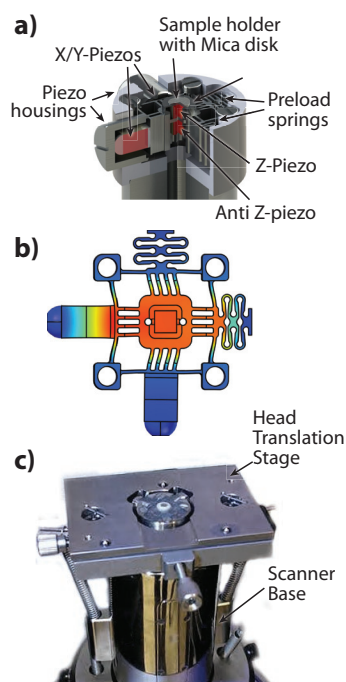 a)
Sample holder
with Mica disk
X/Y-Piezos
Piezo
housings
Preload
springs
Z-Piezo
Anti Z-piezo
b)
c)
Head
Translation
Stage
Scanner
Base